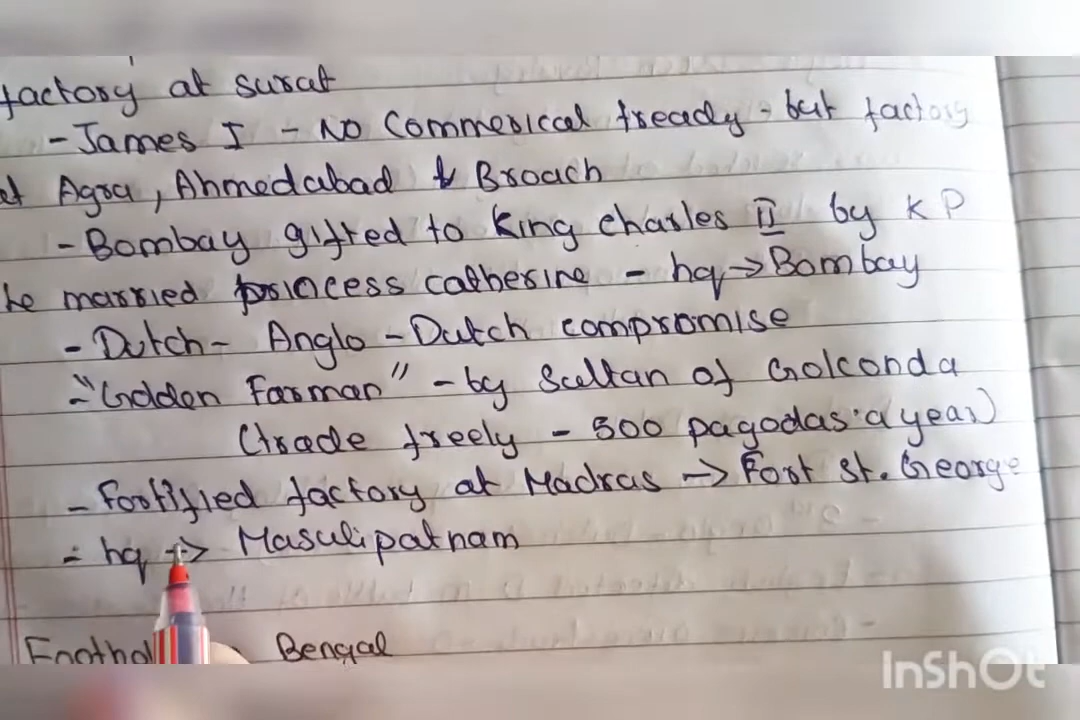 factory at surat
- James I - No Commerical treaty - but factory
at Agra, Ahmedabad & Broach
- Bombay gifted to King charles II by K P
he married princess catherine - hq → Bombay
- Dutch - Anglo - Dutch compromise
- "Golden Farman" - by Sultan of Golconda
(trade freely - 500 pagodas a year)
- Fortified factory at Madras → Fort St. George
- hq → Masulipatnam
Bengal
InShOt